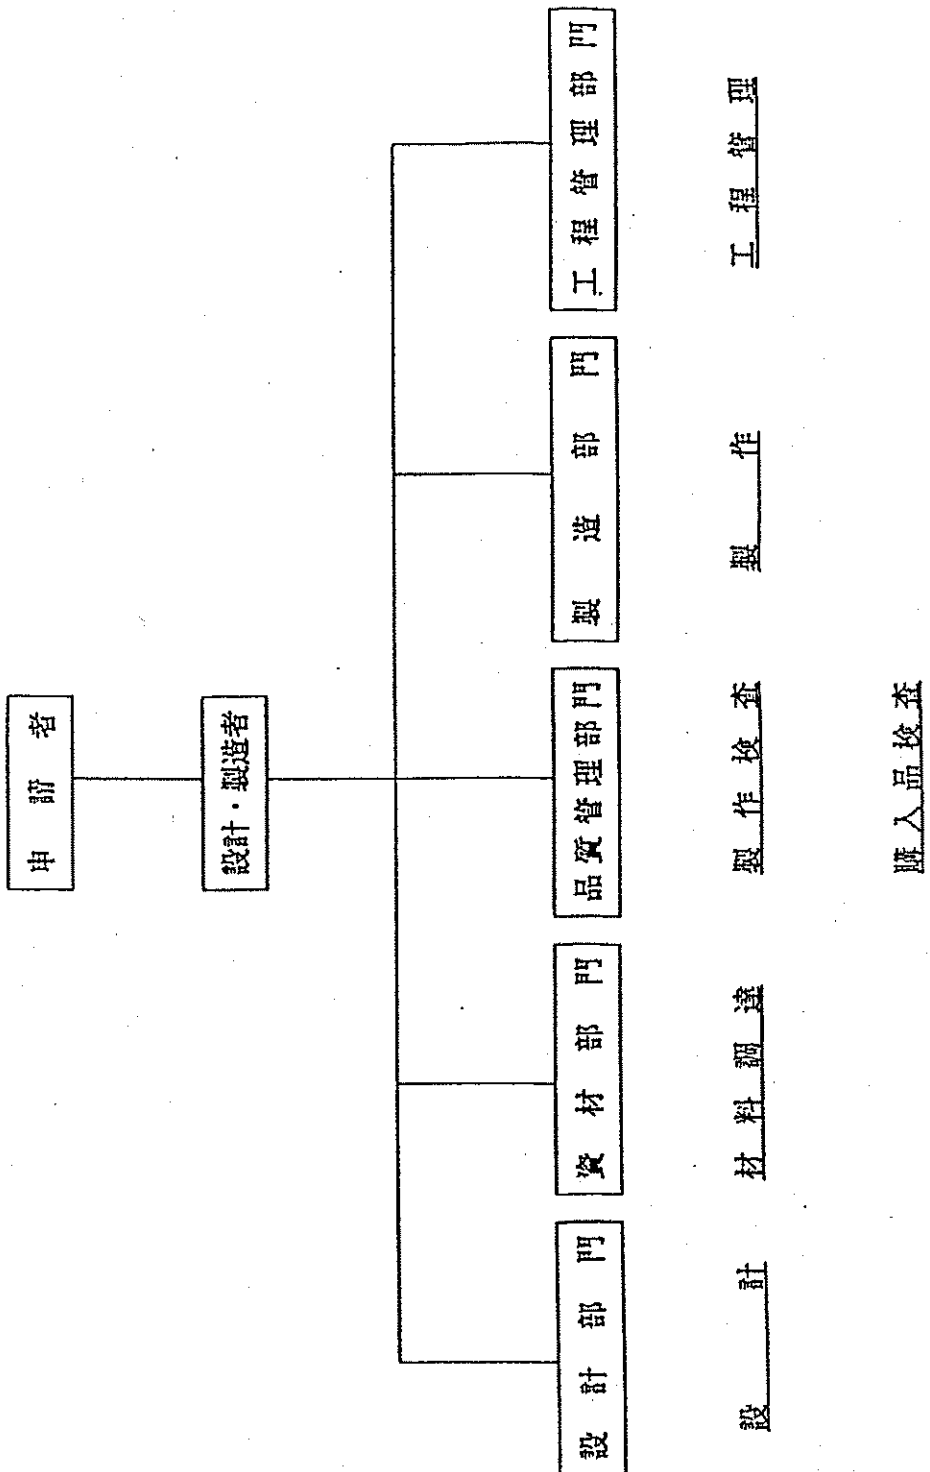 申請者
設計・製造者
設計部門
資材部門
品質管理部門
製造部門
工程管理部門
設計
材料調達
製作検査
製作
工程管理
購入品検査